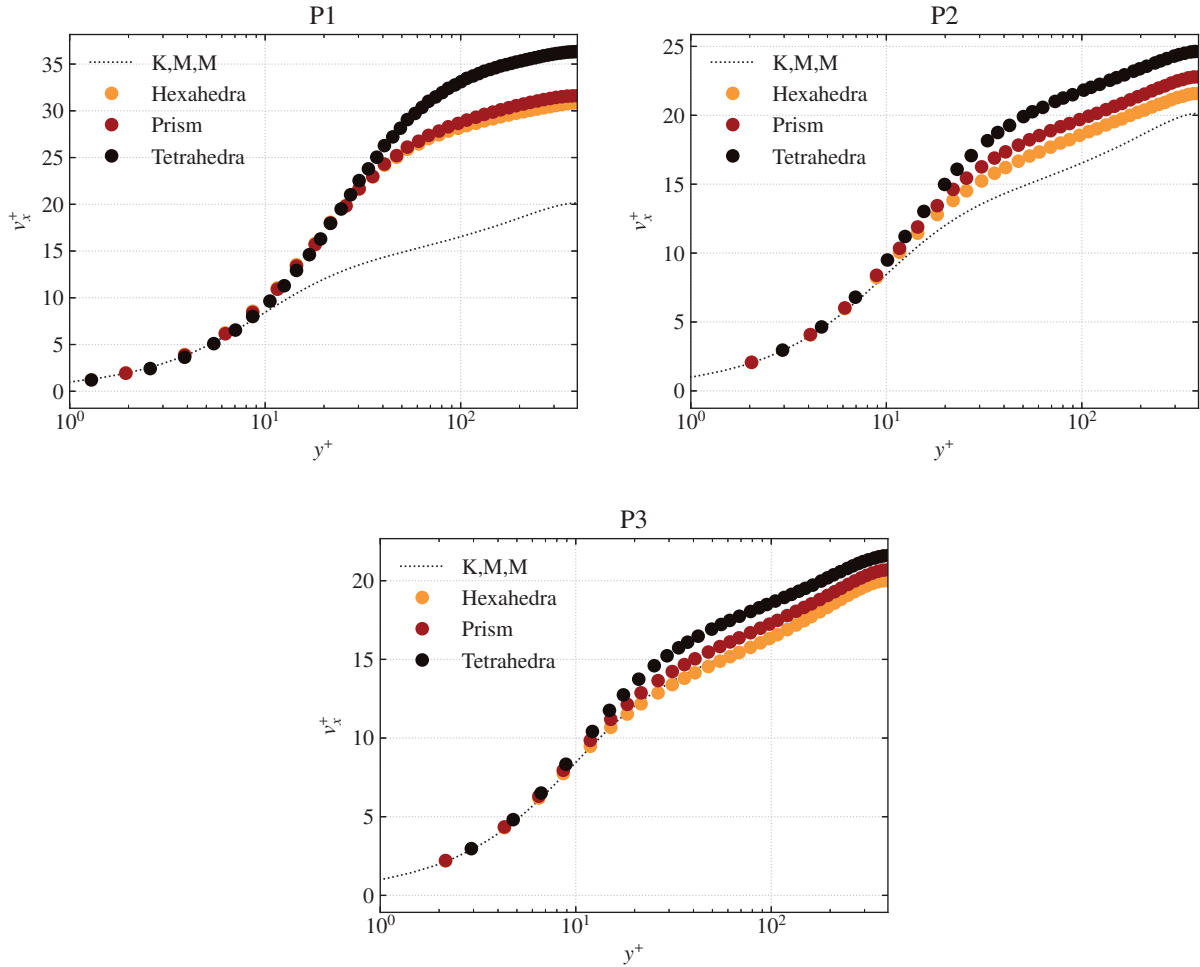 P1
35
30
25
20
15
10
5
0
K,M,M
Hexahedra
Prism
Tetrahedra
v_x^+
10^0
10^1
10^2
y^+
P2
25
20
15
10
5
0
K,M,M
Hexahedra
Prism
Tetrahedra
v_x^+
10^0
10^1
10^2
y^+
P3
20
15
10
5
0
K,M,M
Hexahedra
Prism
Tetrahedra
v_x^+
10^0
10^1
10^2
y^+